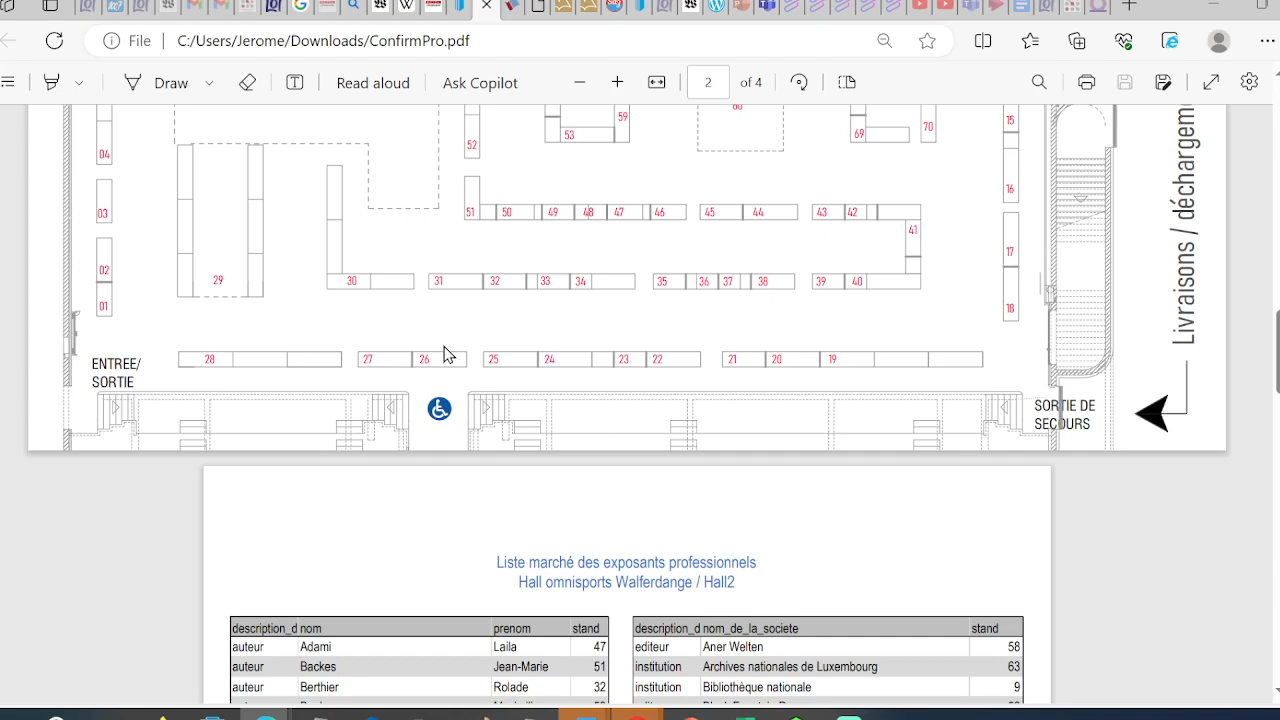 File C:/Users/Jerome/Downloads/ConfirmPro.pdf
Draw Read aloud Ask Copilot 2 of 4
59
53
60
69
70
15
04
52
16
03
51 50 49 48 47 46 45 44 43 42
41
02
29
30 31 32 33 34 35 36 37 38 39 40
17
01
18
Livraisons / déchargeme
28 27 26 25 24 23 22 21 20 19
ENTREE/
SORTIE
SORTIE DE
SECOURS
Liste marché des exposants professionnels
Hall omnisports Walferdange / Hall2
description_d nom prenom stand
auteur Adami Laila 47
auteur Backes Jean-Marie 51
auteur Berthier Rolade 32
description_d nom_de_la_societe stand
editeur Aner Welten 58
institution Archives nationales de Luxembourg 63
institution Bibliothèque nationale 9